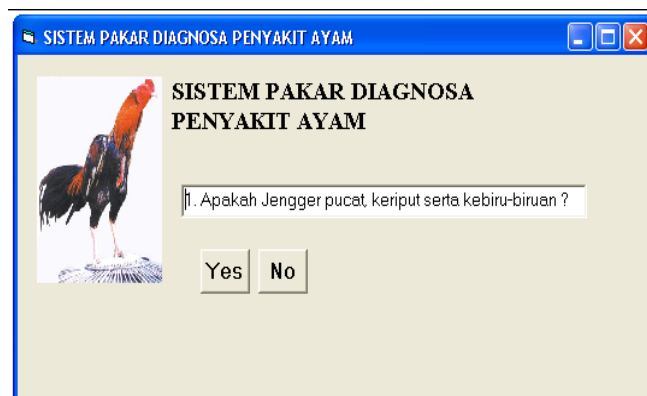 SISTEM PAKAR DIAGNOSA PENYAKIT AYAM
SISTEM PAKAR DIAGNOSA
PENYAKIT AYAM
1. Apakah Jengger pucat, keriput serta kebiru-biruan ?
Yes No